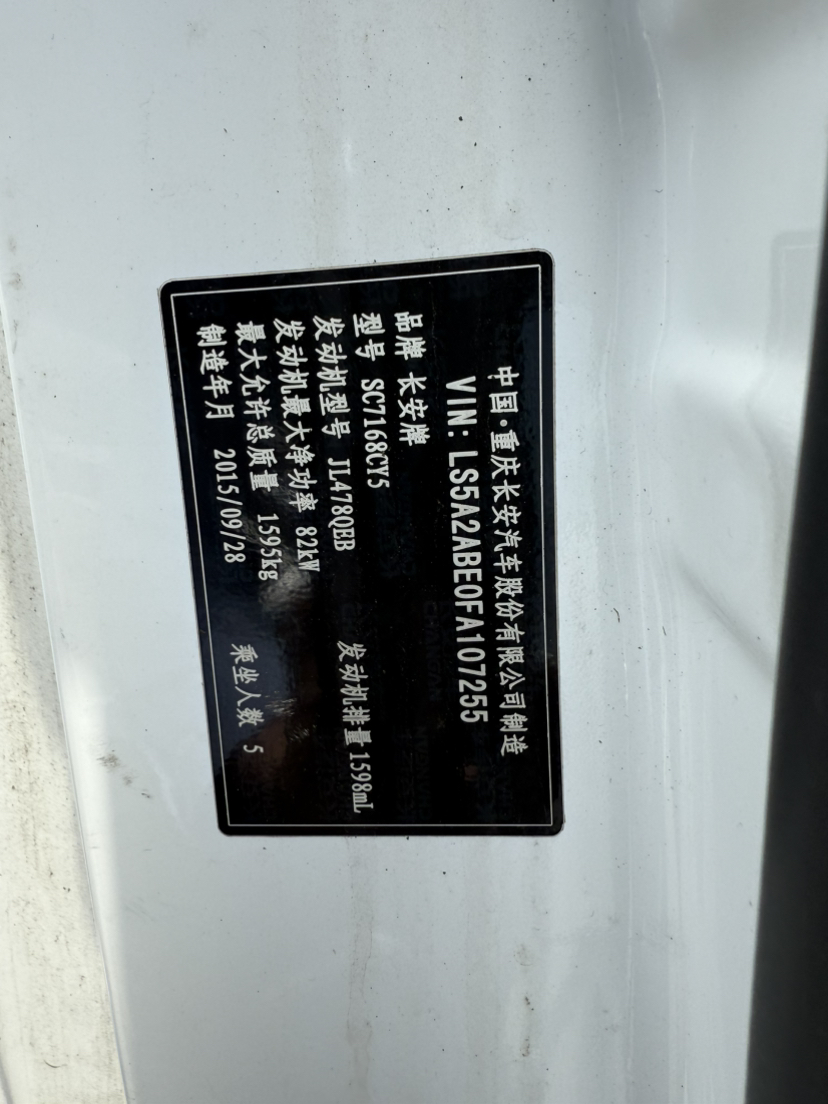 中国·重庆长安汽车股份有限公司制造
VIN: LS5A2ABE0FA107255
品牌 长安牌
型号 SC7168CY5
发动机型号 JL478QEB 发动机排量 1598mL
发动机最大净功率 82kW
最大允许总质量 1595kg
制造年月 2015/09/28 乘坐人数 5